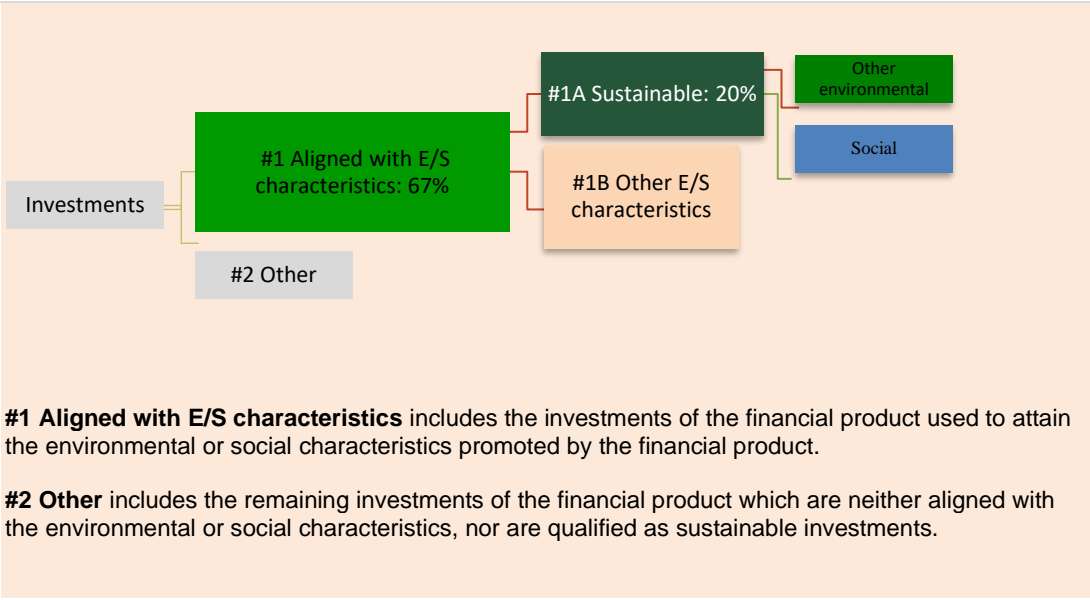 Investments
#1 Aligned with E/S
characteristics: 67%
#2 Other
#1A Sustainable: 20%
#1B Other E/S
characteristics
Other
environmental
Social
#1 Aligned with E/S characteristics includes the investments of the financial product used to attain
the environmental or social characteristics promoted by the financial product.
#2 Other includes the remaining investments of the financial product which are neither aligned with
the environmental or social characteristics, nor are qualified as sustainable investments.